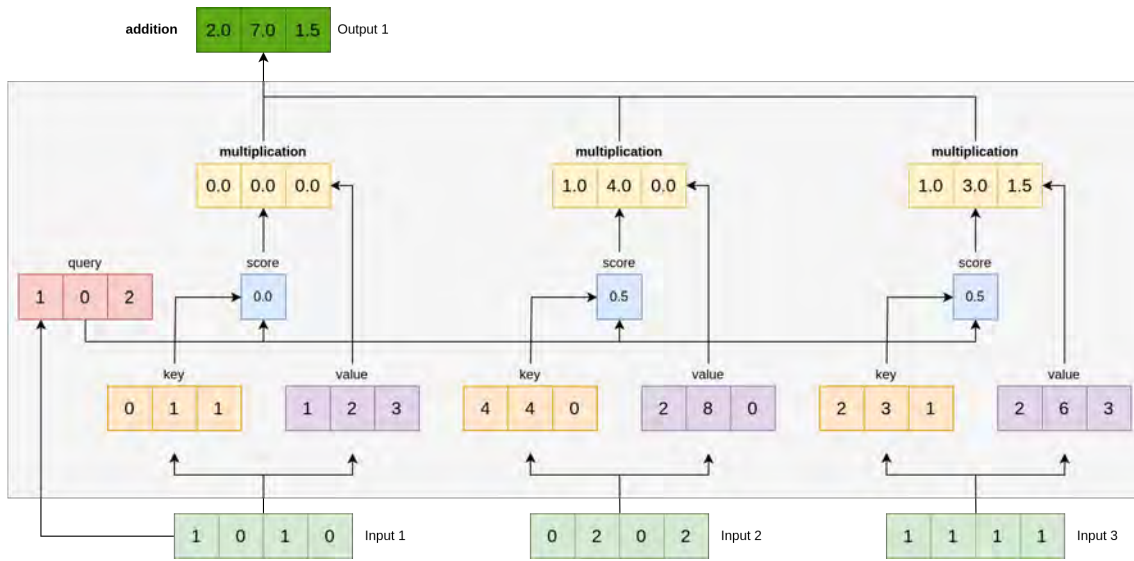 addition 2.0 7.0 1.5 Output 1
multiplication multiplication multiplication
0.0 0.0 0.0 1.0 4.0 0.0 1.0 3.0 1.5
query score score score
1 0 2 0.0 0.5 0.5
key value key value key value
0 1 1 1 2 3 4 4 0 2 8 0 2 3 1 2 6 3
1 0 1 0 Input 1 0 2 0 2 Input 2 1 1 1 1 Input 3